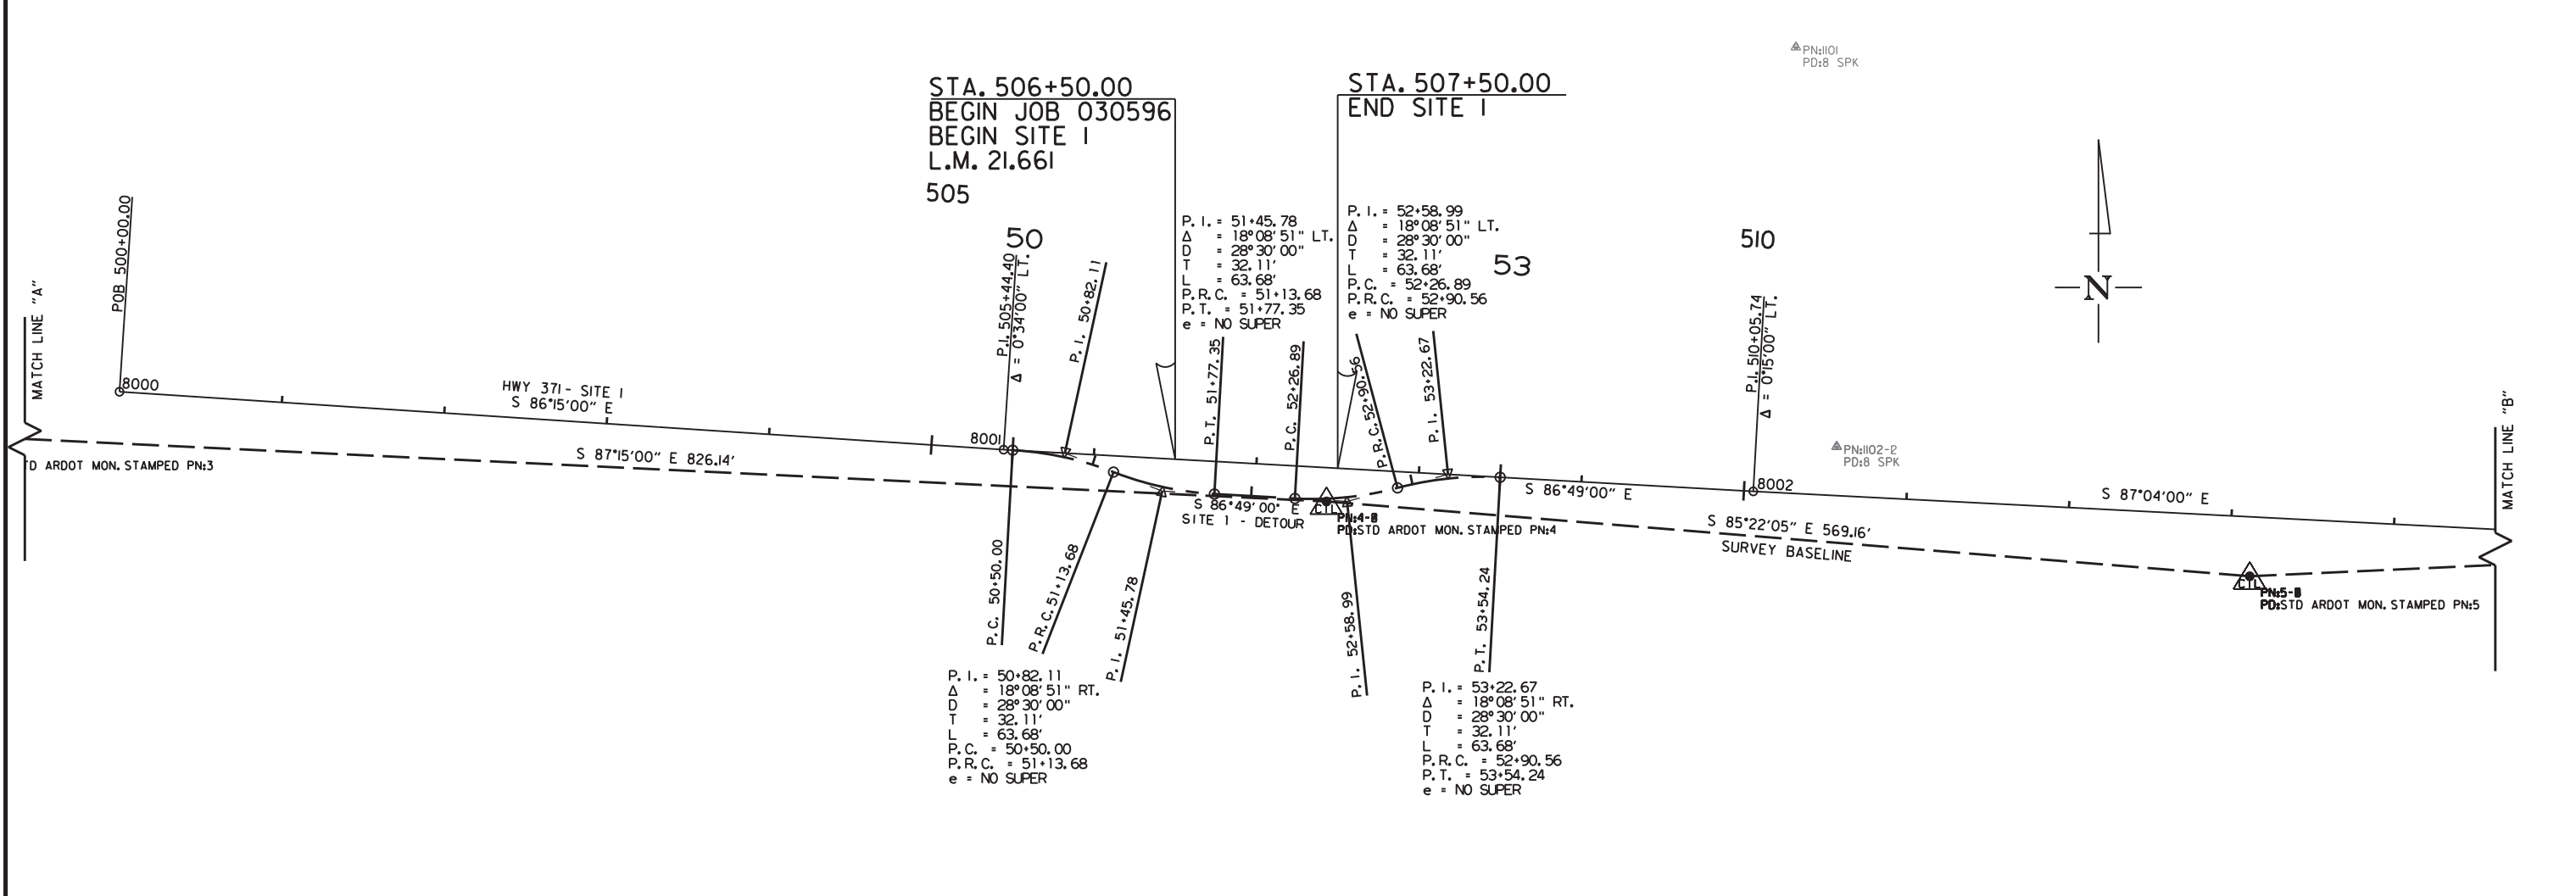 PN:1101
PD:8 SPK
STA. 506+50.00
BEGIN JOB 030596
BEGIN SITE 1
L.M. 21.661
STA. 507+50.00
END SITE 1
505
50
53
510
MATCH LINE "A"
POB 500+00.00
8000
HWY 371- SITE 1
S 86°15'00" E
S 87°15'00" E 826.14'
TD ARDOT MON. STAMPED PN:3
8001
P.I. 505+44.40
Δ = 0°34'00" LT.
P.I. 50+82.11
P.I. = 51+45.78
Δ = 18°08'51" LT.
D = 28°30'00"
T = 32.11'
L = 63.68'
P.R.C. = 51+13.68
P.T. = 51+77.35
e = NO SUPER
P.I. = 52+58.99
Δ = 18°08'51" LT.
D = 28°30'00"
T = 32.11'
L = 63.68'
P.C. = 52+26.89
P.R.C. = 52+90.56
e = NO SUPER
P.T. 51+77.35
P.C. 52+26.89
P.R.C. 52+90.56
P.I. 53+22.67
P.I. 510+05.74
Δ = 0°15'00" LT.
N
PN:1102-2
PD:8 SPK
MATCH LINE "B"
8002
S 86°49'00" E
SITE 1 - DETOUR
CTL
PD:STD ARDOT MON. STAMPED PN:4
S 86°49'00" E
S 87°04'00" E
S 85°22'05" E 569.16'
SURVEY BASELINE
CTL
PD:STD ARDOT MON. STAMPED PN:5
P.C. 50+50.00
P.R.C. 51+13.68
P.I. 51+45.78
P.I. 52+58.99
P.T. 53+54.24
P.I. = 50+82.11
Δ = 18°08'51" RT.
D = 28°30'00"
T = 32.11'
L = 63.68'
P.C. = 50+50.00
P.R.C. = 51+13.68
e = NO SUPER
P.I. = 53+22.67
Δ = 18°08'51" RT.
D = 28°30'00"
T = 32.11'
L = 63.68'
P.R.C. = 52+90.56
P.T. = 53+54.24
e = NO SUPER